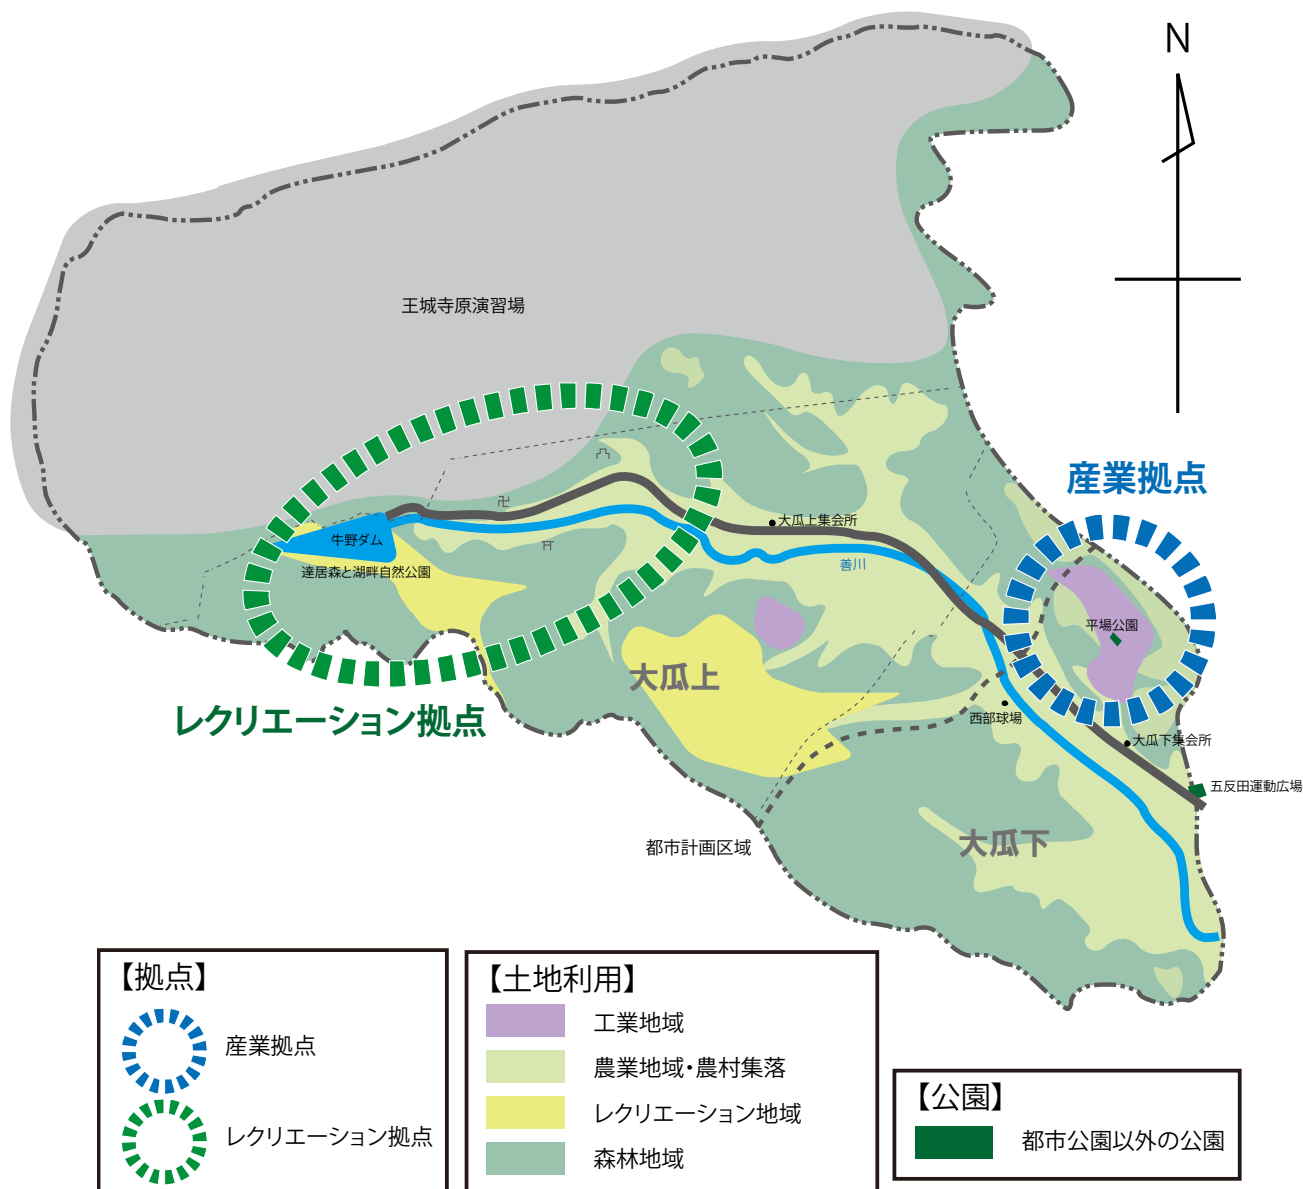 N
王城寺原演習場
産業拠点
大瓜上集会所
牛野ダム
善川
達居森と湖畔自然公園
平場公園
大瓜上
レクリエーション拠点
西部球場
大瓜下集会所
五反田運動広場
都市計画区域
大瓜下
【拠点】
産業拠点
レクリエーション拠点
【土地利用】
工業地域
農業地域・農村集落
レクリエーション地域
森林地域
【公園】
都市公園以外の公園